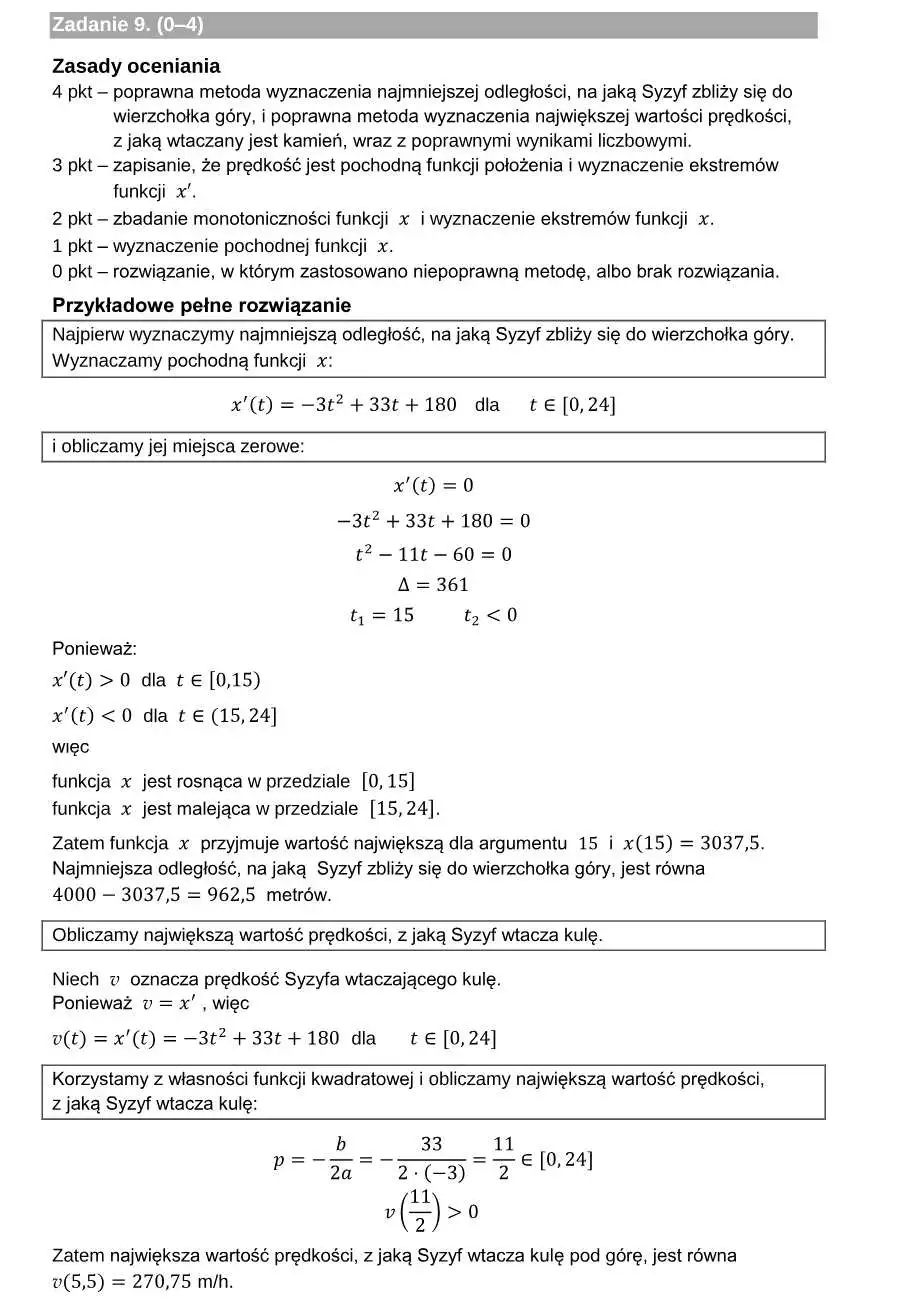 Zadanie 9. (0–4)
Zasady oceniania
4 pkt – poprawna metoda wyznaczenia najmniejszej odległości, na jaką Syzyf zbliży się do
wierzchołka góry, i poprawna metoda wyznaczenia największej wartości prędkości,
z jaką wtaczany jest kamień, wraz z poprawnymi wynikami liczbowymi.
3 pkt – zapisanie, że prędkość jest pochodną funkcji położenia i wyznaczenie ekstremów
funkcji x′.
2 pkt – zbadanie monotoniczności funkcji x i wyznaczenie ekstremów funkcji x.
1 pkt – wyznaczenie pochodnej funkcji x.
0 pkt – rozwiązanie, w którym zastosowano niepoprawną metodę, albo brak rozwiązania.
Przykładowe pełne rozwiązanie
Najpierw wyznaczymy najmniejszą odległość, na jaką Syzyf zbliży się do wierzchołka góry.
Wyznaczamy pochodną funkcji x:
x′(t) = −3t² + 33t + 180 dla t ∈ [0, 24]
i obliczamy jej miejsca zerowe:
x′(t) = 0
−3t² + 33t + 180 = 0
t² − 11t − 60 = 0
Δ = 361
t₁ = 15 t₂ < 0
Ponieważ:
x′(t) > 0 dla t ∈ [0,15)
x′(t) < 0 dla t ∈ (15, 24]
więc
funkcja x jest rosnąca w przedziale [0, 15]
funkcja x jest malejąca w przedziale [15, 24].
Zatem funkcja x przyjmuje wartość największą dla argumentu 15 i x(15) = 3037,5.
Najmniejsza odległość, na jaką Syzyf zbliży się do wierzchołka góry, jest równa
4000 − 3037,5 = 962,5 metrów.
Obliczamy największą wartość prędkości, z jaką Syzyf wtacza kulę.
Niech v oznacza prędkość Syzyfa wtaczającego kulę.
Ponieważ v = x′ , więc
v(t) = x′(t) = −3t² + 33t + 180 dla t ∈ [0, 24]
Korzystamy z własności funkcji kwadratowej i obliczamy największą wartość prędkości,
z jaką Syzyf wtacza kulę:
p = − b/2a = − 33/(2 · (−3)) = 11/2 ∈ [0, 24]
v(11/2) > 0
Zatem największa wartość prędkości, z jaką Syzyf wtacza kulę pod górę, jest równa
v(5,5) = 270,75 m/h.